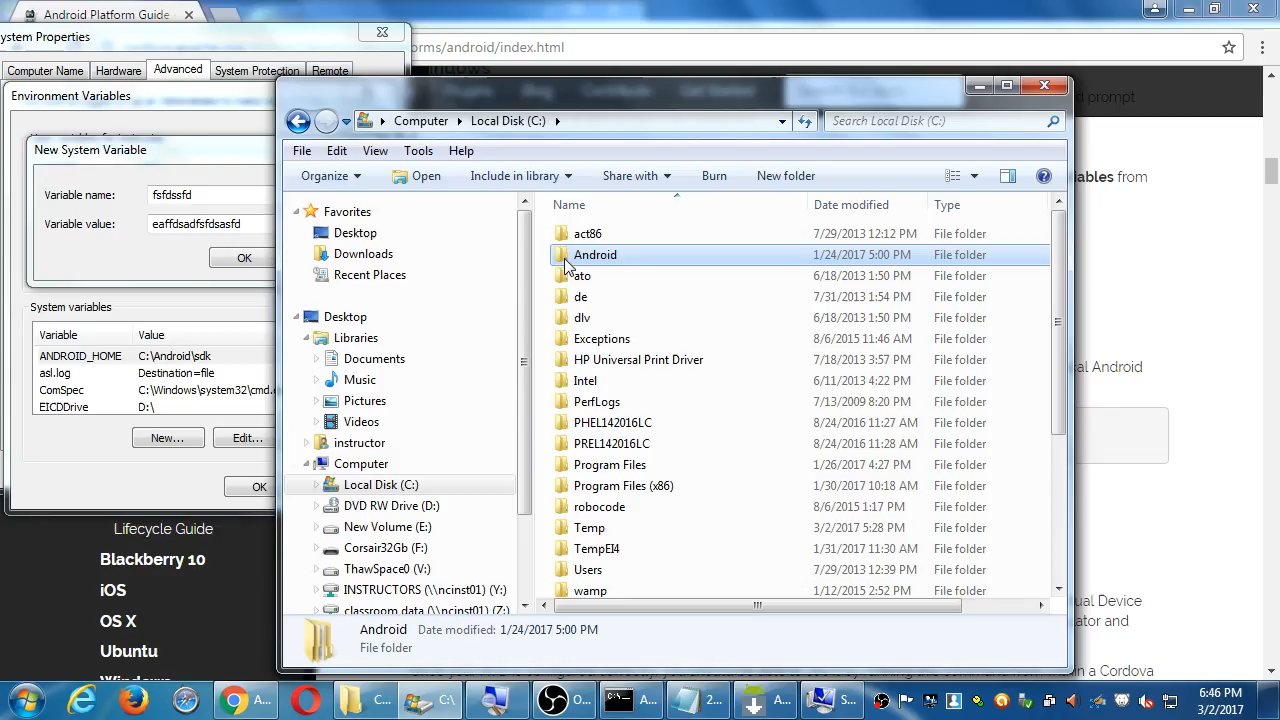 Android Platform Guide
ystem Properties
orms/android/index.html
Computer Name
Hardware
Advanced
System Protection
Remote
Environment Variables
ed prompt
New System Variable
Variable name:
fsfdssfd
Variable value:
eaffdsadfsfdsasfd
OK
System variables
Variable
Value
ANDROID_HOME
C:\Android\sdk
asl.log
Destination=file
ComSpec
C:\Windows\system32\cmd.e
EICDDrive
D:\
New...
Edit...
OK
Lifecycle Guide
Blackberry 10
iOS
OS X
Ubuntu
Windows
Computer
Local Disk (C:)
Search Local Disk (C:)
File
Edit
View
Tools
Help
Organize
Open
Include in library
Share with
Burn
New folder
Favorites
Desktop
Downloads
Recent Places
Desktop
Libraries
Documents
Music
Pictures
Videos
instructor
Computer
Local Disk (C:)
DVD RW Drive (D:)
New Volume (E:)
Corsair32Gb (F:)
ThawSpace0 (V:)
INSTRUCTORS (\\ncinst01) (Y:)
classroom data (\\ncinst01) (Z:)
Name Date modified Type
act86 7/29/2013 12:12 PM File folder
Android 1/24/2017 5:00 PM File folder
ato 6/18/2013 1:50 PM File folder
de 7/31/2013 1:54 PM File folder
dlv 6/18/2013 1:50 PM File folder
Exceptions 8/6/2015 11:46 AM File folder
HP Universal Print Driver 7/18/2013 3:57 PM File folder
Intel 6/11/2013 4:22 PM File folder
PerfLogs 7/13/2009 8:20 PM File folder
PHEL142016LC 8/24/2016 11:27 AM File folder
PREL142016LC 8/24/2016 11:28 AM File folder
Program Files 1/26/2017 4:27 PM File folder
Program Files (x86) 1/30/2017 10:18 AM File folder
robocode 8/6/2015 1:17 PM File folder
Temp 3/2/2017 5:28 PM File folder
TempEI4 1/31/2017 11:30 AM File folder
Users 7/29/2013 12:39 PM File folder
wamp 1/12/2015 2:52 PM File folder
Android Date modified: 1/24/2017 5:00 PM
File folder
iables from
al Android
ual Device
ator and
n a Cordova
A...
C...
C:\
O...
A...
2...
A...
S...
6:46 PM
3/2/2017